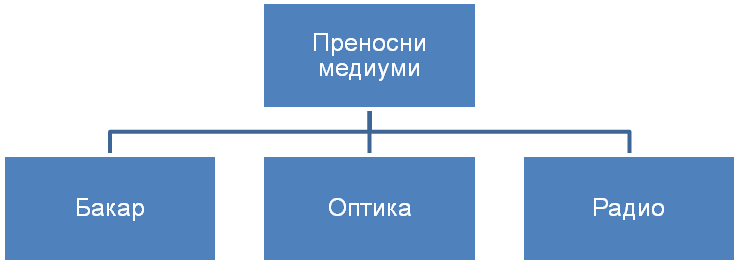 Преносни
медиуми
Бакар
Оптика
Радио